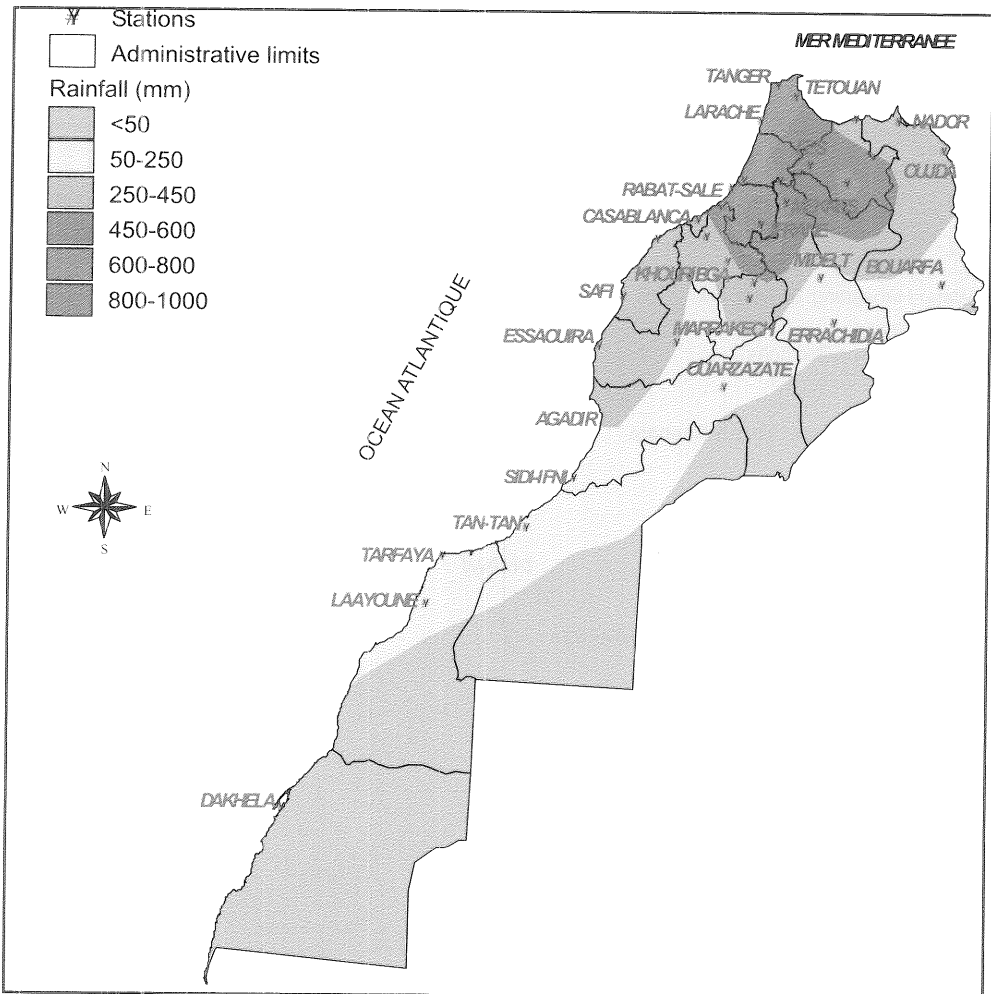 Stations
Administrative limits
Rainfall (mm)
<50
50-250
250-450
450-600
600-800
800-1000
MER MEDITERRANEE
TANGER
TETOUAN
LARACHE
NADOR
OUJDA
RABAT-SALE
CASABLANCA
MIDELT
BOUARFA
KHOURIBGA
SAFI
ESSAOUIRA
MARRAKECH
ERRACHIDIA
OUARZAZATE
AGADIR
OCEAN ATLANTIQUE
SIDI-IFNI
TAN-TAN
TARFAYA
LAAYOUNE
DAKHELA
N
W
E
S